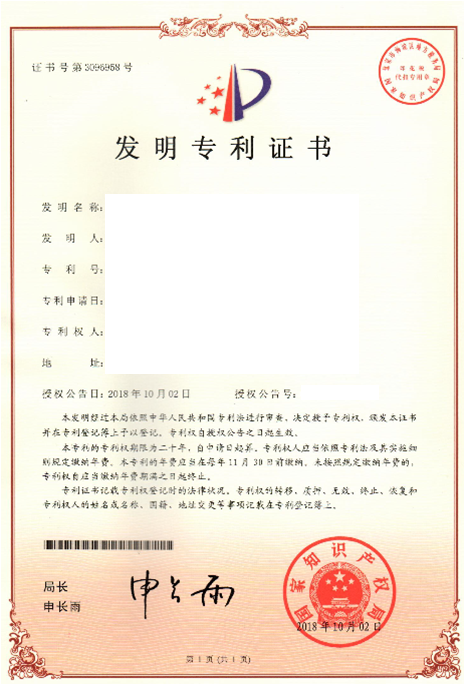 证书号第3096958号
发明专利证书
发明名称:
发明人:
专利号:
专利申请日:
专利权人:
地址:
授权公告日:2018年10月02日 授权公告号:
本发明经过本局依照中华人民共和国专利法进行审查,决定授予专利权,颁发本证书
并在专利登记簿上予以登记。专利权自授权公告之日起生效。
本专利的专利权期限为二十年,自申请日起算。专利权人应当依照专利法及其实施细
则规定缴纳年费。本专利的年费应当在每年11月30日前缴纳。未按照规定缴纳年费的,
专利权自应当缴纳年费期满之日起终止。
专利证书记载专利权登记时的法律状况。专利权的转移、质押、无效、终止、恢复和
专利权人的姓名或名称、国籍、地址变更等事项记载在专利登记簿上。
局长
申长雨
申长雨
国家知识产权局
2018年10月02日
第1页(共1页)